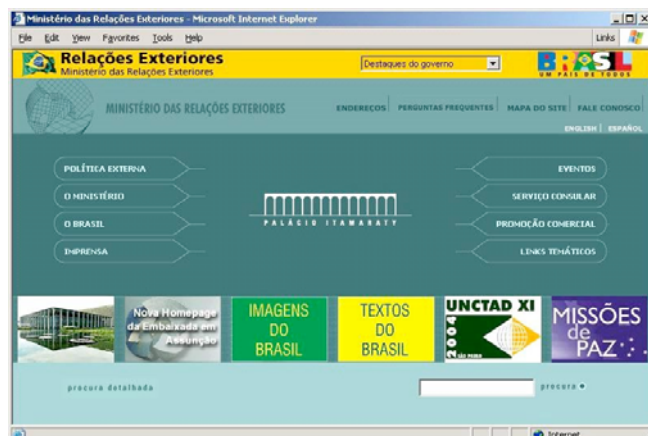 Ministério das Relações Exteriores - Microsoft Internet Explorer
File Edit View Favorites Tools Help Links
Relações Exteriores
Ministério das Relações Exteriores
Destaques do governo
BRASIL
UM PAÍS DE TODOS
MINISTÉRIO DAS RELAÇÕES EXTERIORES
ENDEREÇOS PERGUNTAS FREQUENTES MAPA DO SITE FALE CONOSCO
ENGLISH ESPAÑOL
POLÍTICA EXTERNA
O MINISTÉRIO
O BRASIL
IMPRENSA
PALÁCIO ITAMARATY
EVENTOS
SERVIÇO CONSULAR
PROMOÇÃO COMERCIAL
LINKS TEMÁTICOS
Nova Homepage
da Embaixada em
Assunção
IMAGENS
DO
BRASIL
TEXTOS
DO
BRASIL
UNCTAD XI
2004
SÃO PAULO
MISSÕES
de
PAZ
procura detalhada
procura
Internet